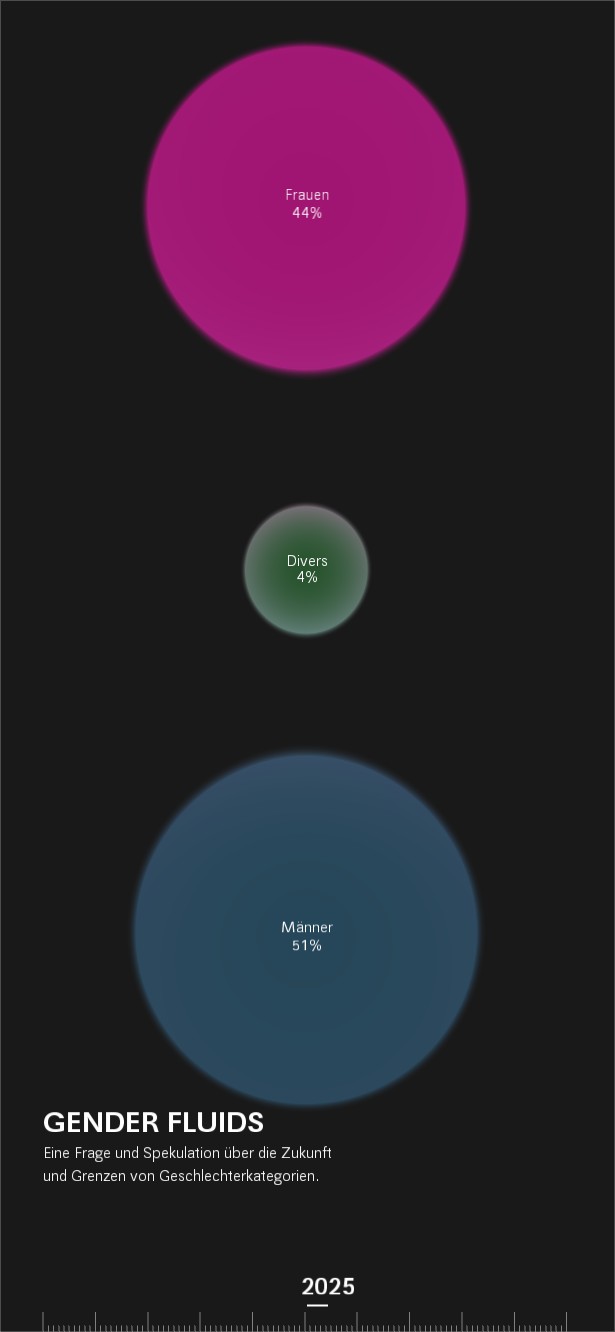 Frauen
44%
Divers
4%
Männer
51%
GENDER FLUIDS
Eine Frage und Spekulation über die Zukunft
und Grenzen von Geschlechterkategorien.
2025